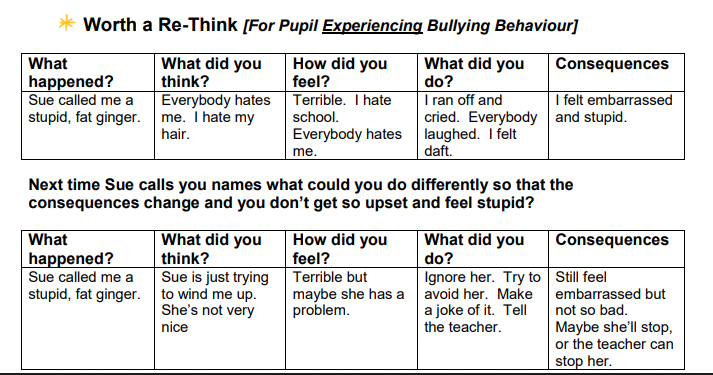 Worth a Re-Think [For Pupil Experiencing Bullying Behaviour]
What happened?
What did you think?
How did you feel?
What did you do?
Consequences
Sue called me a
stupid, fat ginger.
Everybody hates
me.  I hate my
hair.
Terrible.  I hate
school.
Everybody hates
me.
I ran off and
cried.  Everybody
laughed.  I felt
daft.
I felt embarrassed
and stupid.
Next time Sue calls you names what could you do differently so that the
consequences change and you don't get so upset and feel stupid?
What
happened?
What did you
think?
How did you
feel?
What did you
do?
Consequences
Sue called me a
stupid, fat ginger.
Sue is just trying
to wind me up.
She's not very
nice
Terrible but
maybe she has a
problem.
Ignore her.  Try to
avoid her.  Make
a joke of it.  Tell
the teacher.
Still feel
embarrassed but
not so bad.
Maybe she'll stop,
or the teacher can
stop her.